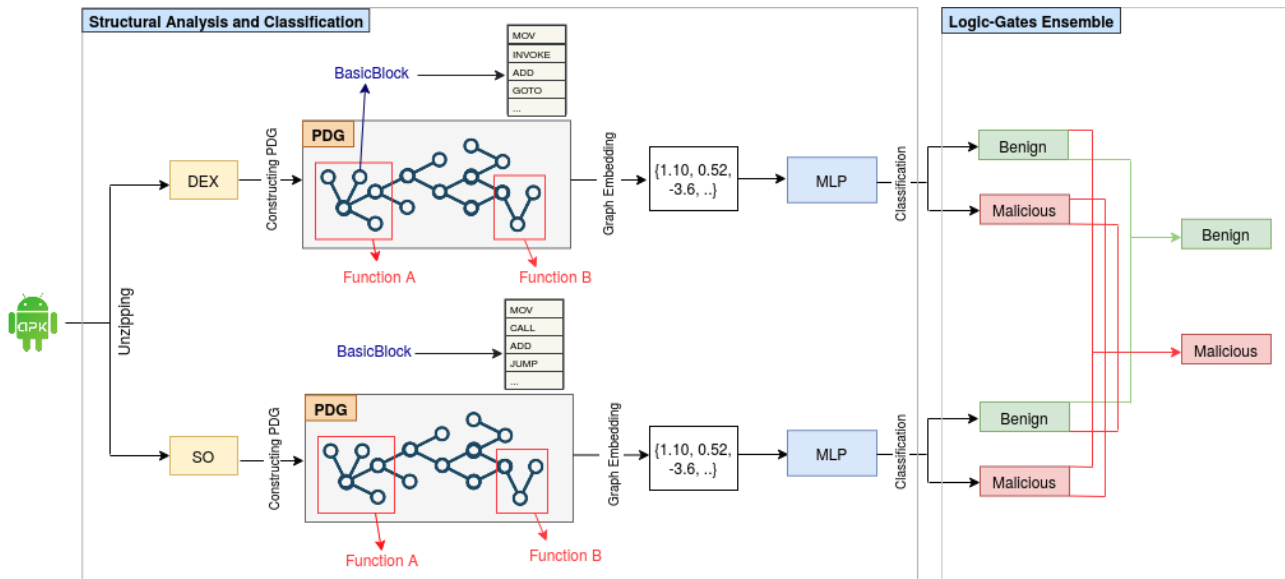 Structural Analysis and Classification
Logic-Gates Ensemble
MOV
INVOKE
ADD
GOTO
...
BasicBlock
PDG
DEX
Constructing PDG
Function A
Function B
Graph Embedding
{1.10, 0.52,
-3.6, ..}
MLP
Classification
Benign
Malicious
Benign
Malicious
apk
Unzipping
MOV
CALL
ADD
JUMP
...
BasicBlock
PDG
SO
Constructing PDG
Function A
Function B
Graph Embedding
{1.10, 0.52,
-3.6, ..}
MLP
Classification
Benign
Malicious